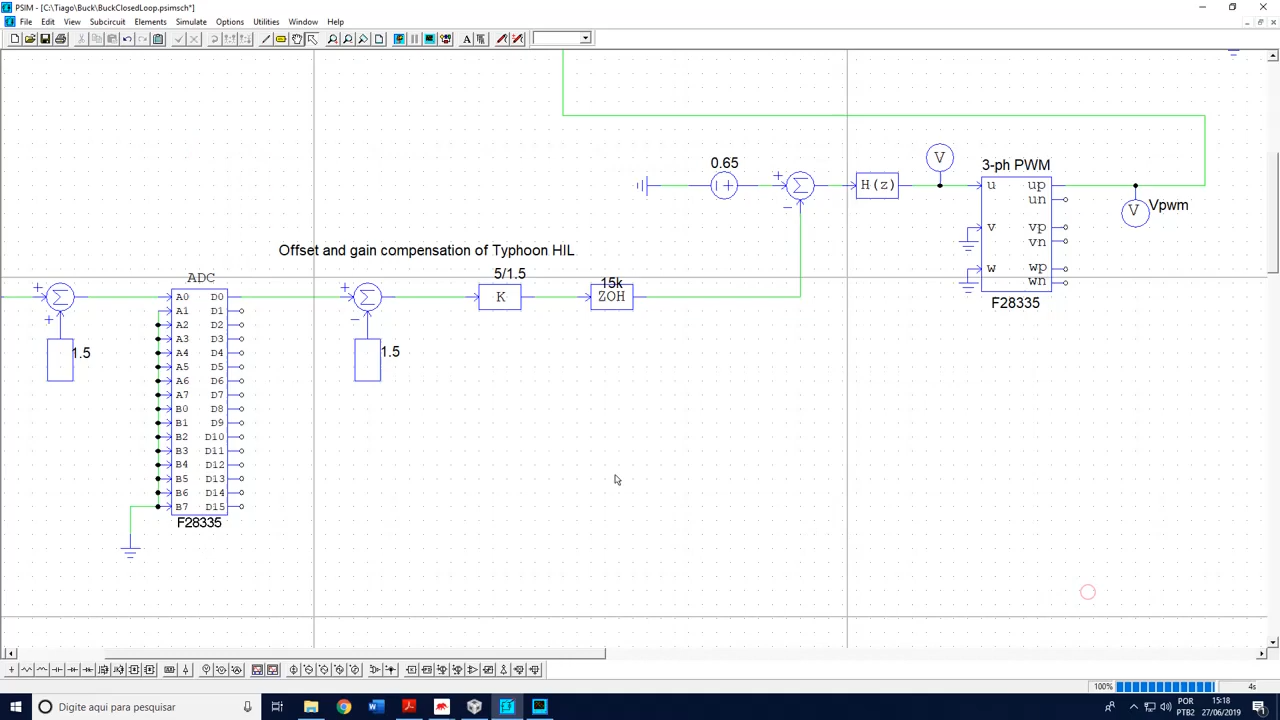 PSIM - [C:\Tiago\Buck\BuckClosedLoop.psimsch*]
File Edit View Subcircuit Elements Simulate Options Utilities Window Help
0.65
V
3-ph PWM
+
Σ
H(z)
u up
un
−
V
Vpwm
v vp
vn
w wp
wn
F28335
Offset and gain compensation of Typhoon HIL
ADC
5/1.5
15k
+
Σ
+
A0 D0
A1 D1
A2 D2
A3 D3
A4 D4
A5 D5
A6 D6
A7 D7
B0 D8
B1 D9
B2 D10
B3 D11
B4 D12
B5 D13
B6 D14
B7 D15
F28335
+
Σ
−
K
ZOH
1.5
1.5
100%
4s
Digite aqui para pesquisar
POR
PTB2
15:18
27/06/2019